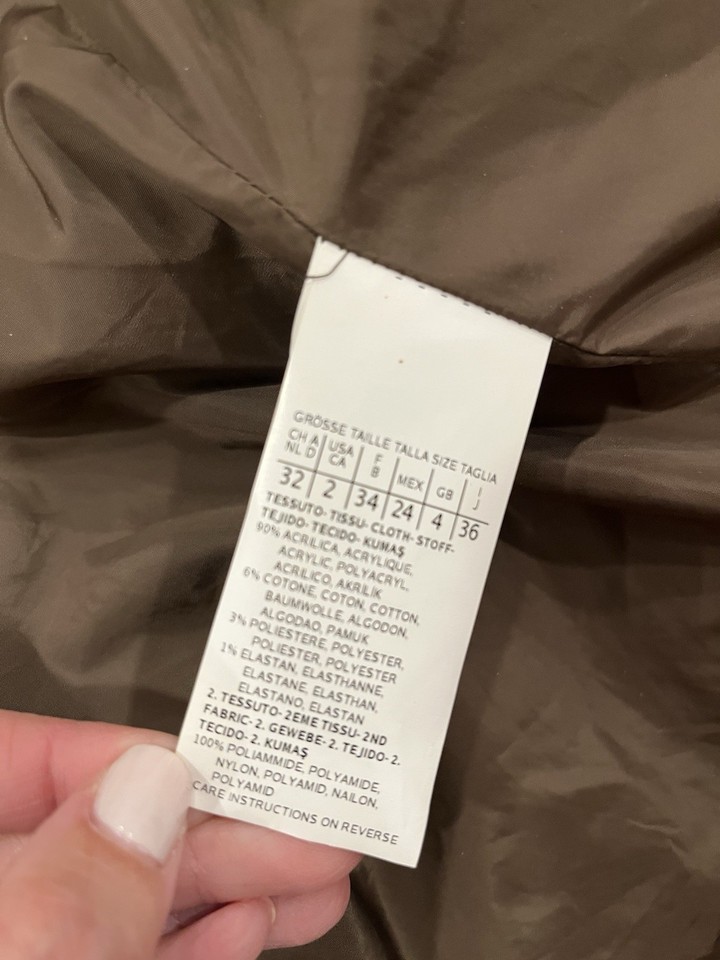 GRÖSSE TAILLE TALLA SIZE TAGLIA
CH A NL D USA CA F B MEX GB I J
32 2 34 24 4 36
TESSUTO- TISSU- CLOTH- STOFF-
TEJIDO- TECIDO- KUMAŞ
90% ACRILICA, ACRYLIQUE,
ACRYLIC, POLYACRYL,
ACRILICO, AKRILIK
6% COTONE, COTON, COTTON,
BAUMWOLLE, ALGODON,
ALGODAO, PAMUK
3% POLIESTERE, POLYESTER,
POLIESTER, POLYESTER
1% ELASTAN, ELASTHANNE,
ELASTANE, ELASTHAN,
ELASTANO, ELASTAN
2. TESSUTO- 2EME TISSU- 2ND
FABRIC- 2. GEWEBE- 2. TEJIDO- 2.
TECIDO- 2. KUMAŞ
100% POLIAMMIDE, POLYAMIDE,
NYLON, POLYAMID, NAILON,
POLYAMID
CARE INSTRUCTIONS ON REVERSE